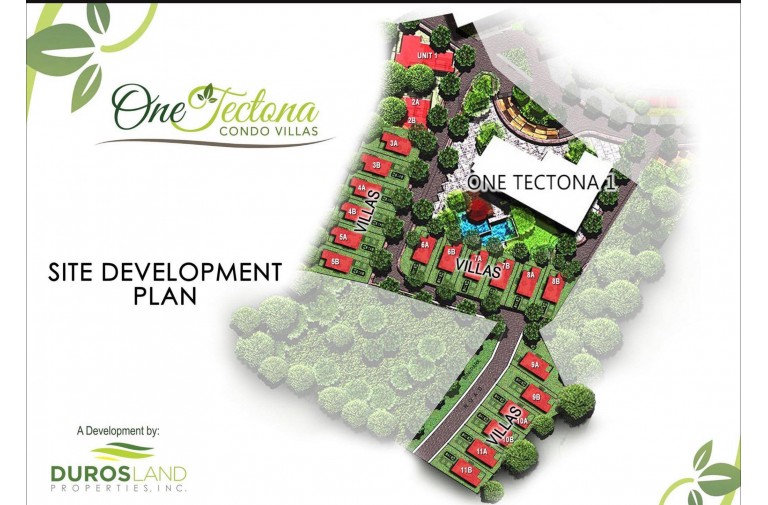 One Tectona
CONDO VILLAS
SITE DEVELOPMENT
PLAN
A Development by:
DUROSLAND
PROPERTIES, INC.
UNIT 1
2A
2B
3A
3B
4A
4B
5A
5B
VILLAS
ONE TECTONA 1
6A
6B
7A
7B
8A
8B
VILLAS
9A
9B
10A
10B
11A
11B
VILLAS